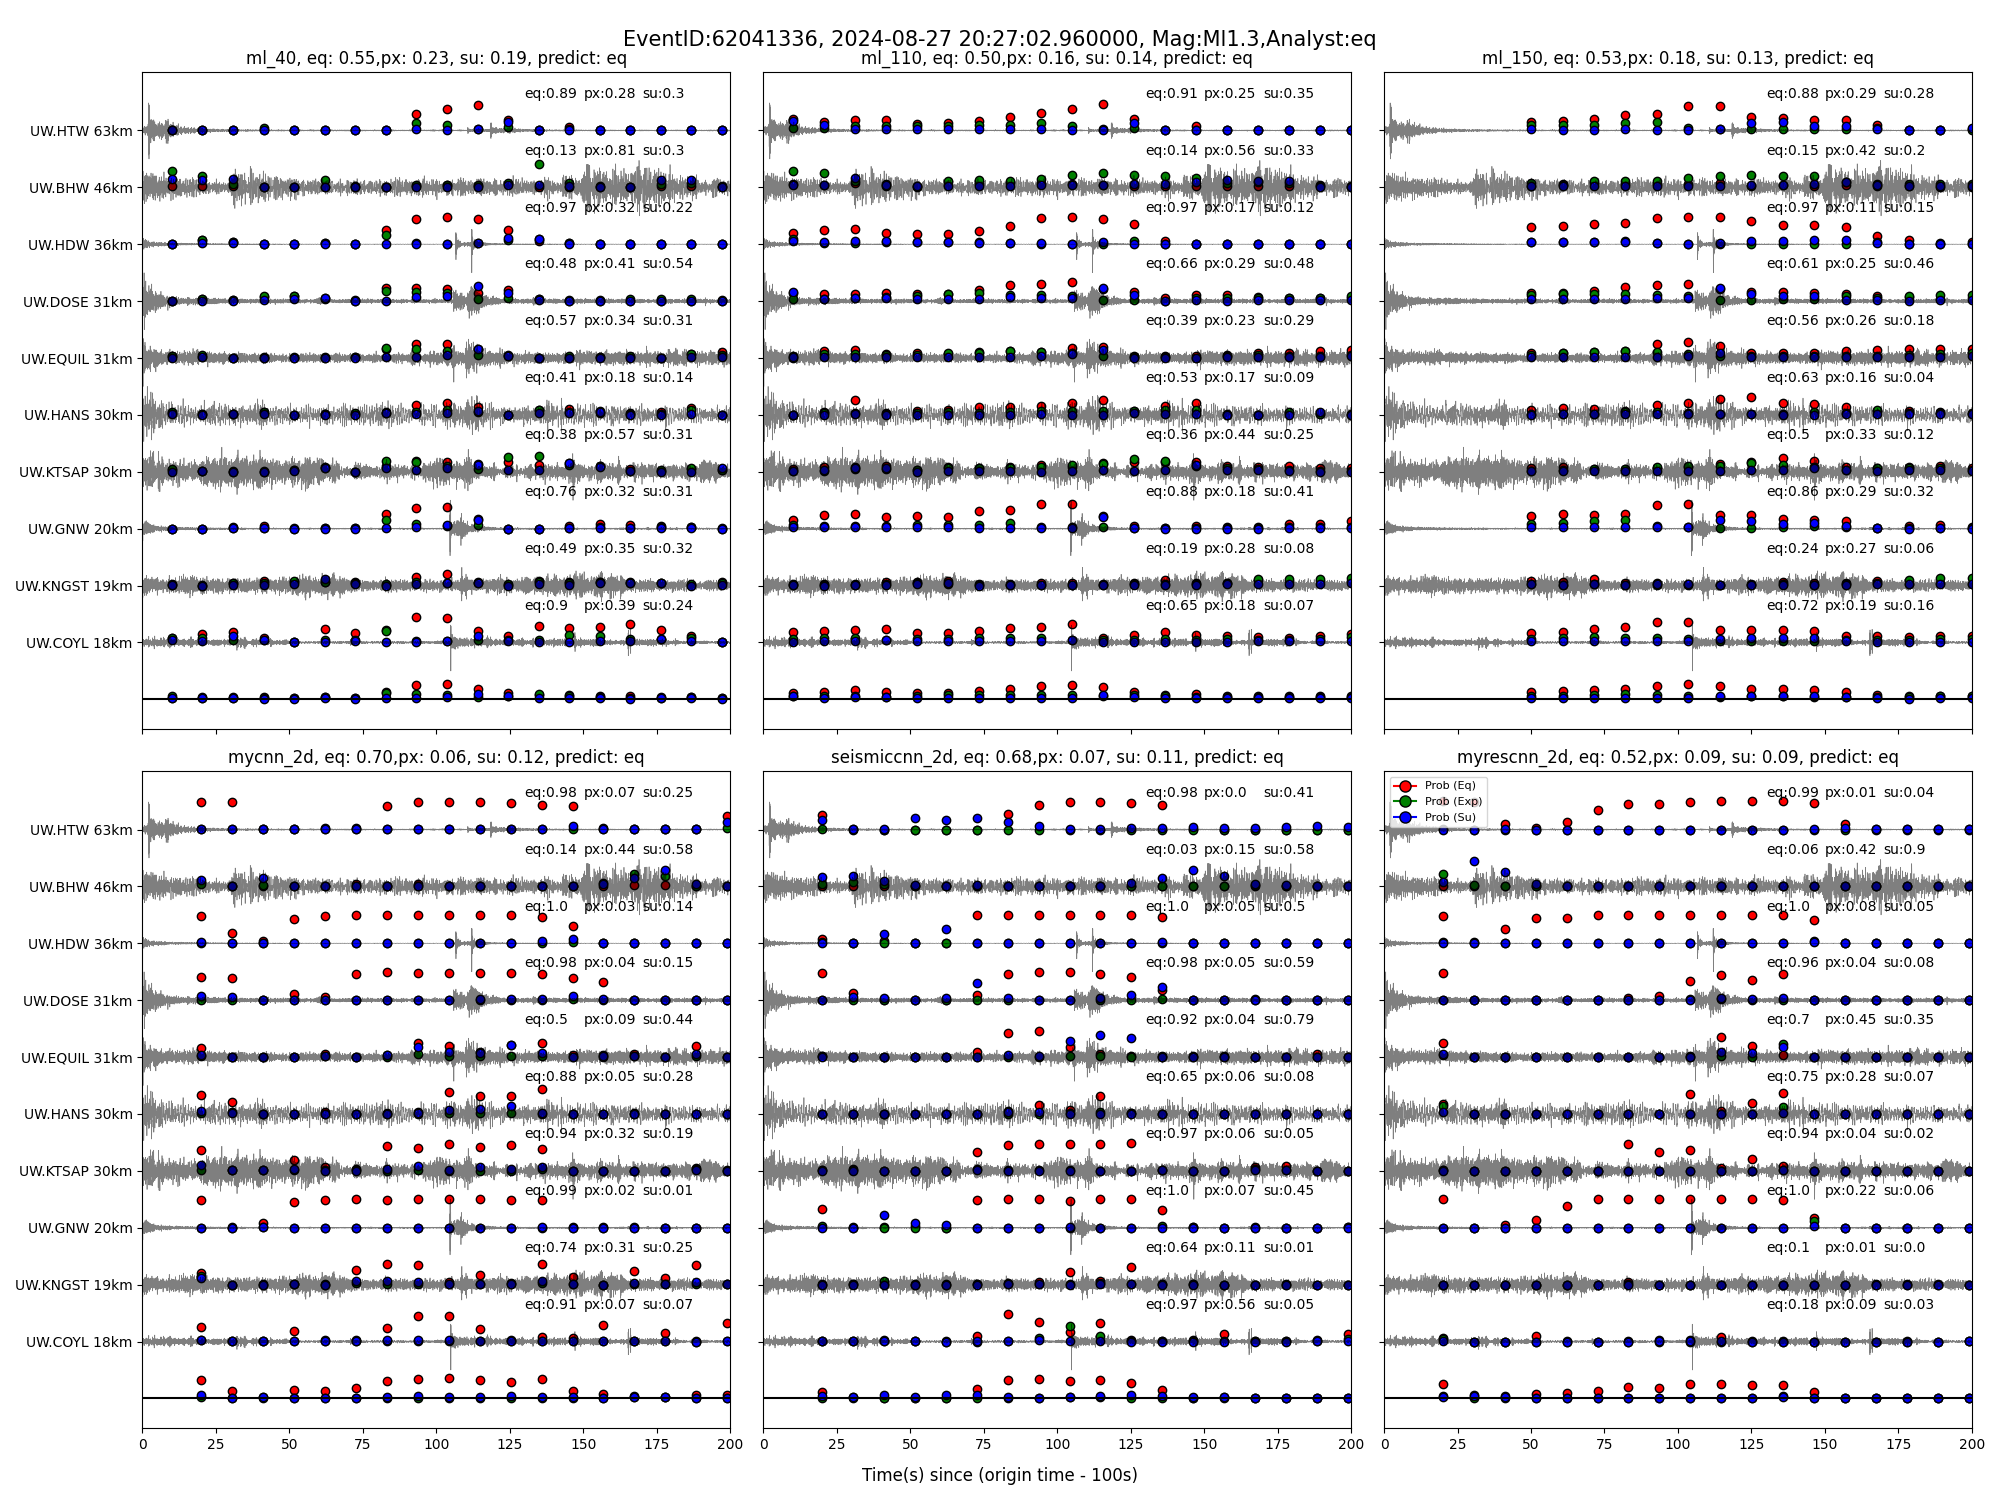 EventID:62041336, 2024-08-27 20:27:02.960000, Mag:Ml1.3,Analyst:eq
ml_40, eq: 0.55,px: 0.23, su: 0.19, predict: eq
UW.HTW 63km
eq:0.89 px:0.28 su:0.3
UW.BHW 46km
eq:0.13 px:0.81 su:0.3
UW.HDW 36km
eq:0.97 px:0.32 su:0.22
UW.DOSE 31km
eq:0.48 px:0.41 su:0.54
UW.EQUIL 31km
eq:0.57 px:0.34 su:0.31
UW.HANS 30km
eq:0.41 px:0.18 su:0.14
UW.KTSAP 30km
eq:0.38 px:0.57 su:0.31
UW.GNW 20km
eq:0.76 px:0.32 su:0.31
UW.KNGST 19km
eq:0.49 px:0.35 su:0.32
UW.COYL 18km
eq:0.9 px:0.39 su:0.24
ml_110, eq: 0.50,px: 0.16, su: 0.14, predict: eq
eq:0.91 px:0.25 su:0.35
eq:0.14 px:0.56 su:0.33
eq:0.97 px:0.17 su:0.12
eq:0.66 px:0.29 su:0.48
eq:0.39 px:0.23 su:0.29
eq:0.53 px:0.17 su:0.09
eq:0.36 px:0.44 su:0.25
eq:0.88 px:0.18 su:0.41
eq:0.19 px:0.28 su:0.08
eq:0.65 px:0.18 su:0.07
ml_150, eq: 0.53,px: 0.18, su: 0.13, predict: eq
eq:0.88 px:0.29 su:0.28
eq:0.15 px:0.42 su:0.2
eq:0.97 px:0.11 su:0.15
eq:0.61 px:0.25 su:0.46
eq:0.56 px:0.26 su:0.18
eq:0.63 px:0.16 su:0.04
eq:0.5 px:0.33 su:0.12
eq:0.86 px:0.29 su:0.32
eq:0.24 px:0.27 su:0.06
eq:0.72 px:0.19 su:0.16
mycnn_2d, eq: 0.70,px: 0.06, su: 0.12, predict: eq
UW.HTW 63km
eq:0.98 px:0.07 su:0.25
UW.BHW 46km
eq:0.14 px:0.44 su:0.58
UW.HDW 36km
eq:1.0 px:0.03 su:0.14
UW.DOSE 31km
eq:0.98 px:0.04 su:0.15
UW.EQUIL 31km
eq:0.5 px:0.09 su:0.44
UW.HANS 30km
eq:0.88 px:0.05 su:0.28
UW.KTSAP 30km
eq:0.94 px:0.32 su:0.19
UW.GNW 20km
eq:0.99 px:0.02 su:0.01
UW.KNGST 19km
eq:0.74 px:0.31 su:0.25
UW.COYL 18km
eq:0.91 px:0.07 su:0.07
0 25 50 75 100 125 150 175 200
seismiccnn_2d, eq: 0.68,px: 0.07, su: 0.11, predict: eq
eq:0.98 px:0.0 su:0.41
eq:0.03 px:0.15 su:0.58
eq:1.0 px:0.05 su:0.5
eq:0.98 px:0.05 su:0.59
eq:0.92 px:0.04 su:0.79
eq:0.65 px:0.06 su:0.08
eq:0.97 px:0.06 su:0.05
eq:1.0 px:0.07 su:0.45
eq:0.64 px:0.11 su:0.01
eq:0.97 px:0.56 su:0.05
0 25 50 75 100 125 150 175 200
myrescnn_2d, eq: 0.52,px: 0.09, su: 0.09, predict: eq
Prob (Eq)
Prob (Exp)
Prob (Su)
eq:0.99 px:0.01 su:0.04
eq:0.06 px:0.42 su:0.9
eq:1.0 px:0.08 su:0.05
eq:0.96 px:0.04 su:0.08
eq:0.7 px:0.45 su:0.35
eq:0.75 px:0.28 su:0.07
eq:0.94 px:0.04 su:0.02
eq:1.0 px:0.22 su:0.06
eq:0.1 px:0.01 su:0.0
eq:0.18 px:0.09 su:0.03
0 25 50 75 100 125 150 175 200
Time(s) since (origin time - 100s)